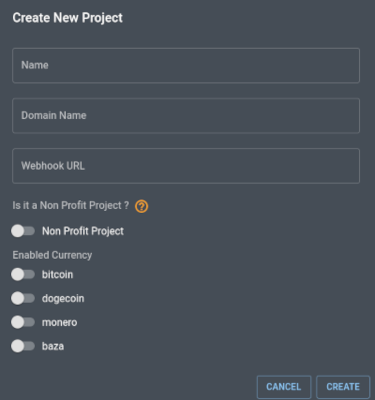 Create New Project
Name
Domain Name
Webhook URL
Is it a Non Profit Project ? ?
Non Profit Project
Enabled Currency
bitcoin
dogecoin
monero
baza
CANCEL CREATE